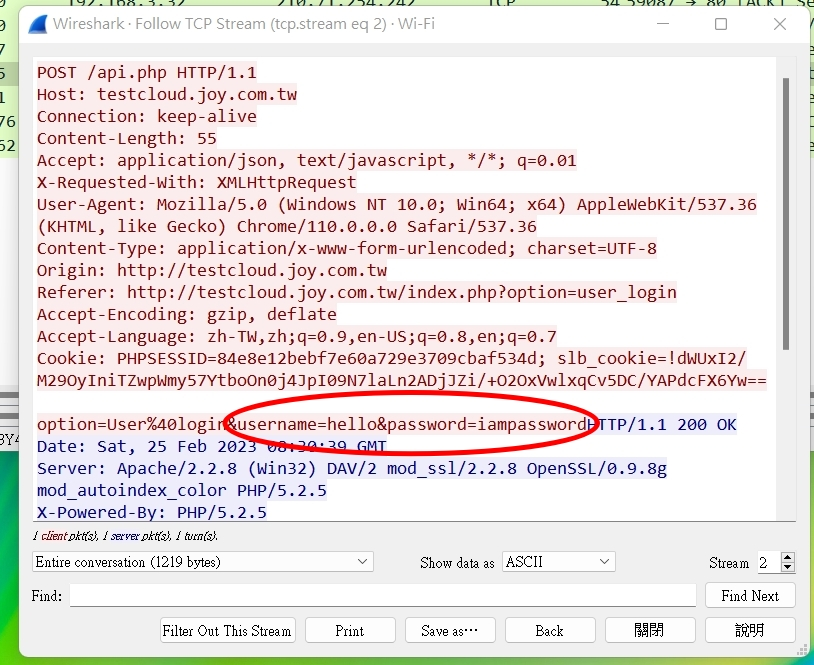 192.168.3.32 210.71.254.242 TCP 54 59087 → 80 [ACK] Se
Wireshark · Follow TCP Stream (tcp.stream eq 2) · Wi-Fi
POST /api.php HTTP/1.1
Host: testcloud.joy.com.tw
Connection: keep-alive
Content-Length: 55
Accept: application/json, text/javascript, */*; q=0.01
X-Requested-With: XMLHttpRequest
User-Agent: Mozilla/5.0 (Windows NT 10.0; Win64; x64) AppleWebKit/537.36
(KHTML, like Gecko) Chrome/110.0.0.0 Safari/537.36
Content-Type: application/x-www-form-urlencoded; charset=UTF-8
Origin: http://testcloud.joy.com.tw
Referer: http://testcloud.joy.com.tw/index.php?option=user_login
Accept-Encoding: gzip, deflate
Accept-Language: zh-TW,zh;q=0.9,en-US;q=0.8,en;q=0.7
Cookie: PHPSESSID=84e8e12bebf7e60a729e3709cbaf534d; slb_cookie=!dWUxI2/
M29OyIniTZwpWmy57YtboOn0j4JpI09N7laLn2ADjJZi/+O2OxVwlxqCv5DC/YAPdcFX6Yw==
option=User%40login&username=hello&password=iampasswordHTTP/1.1 200 OK
Date: Sat, 25 Feb 2023 08:30:39 GMT
Server: Apache/2.2.8 (Win32) DAV/2 mod_ssl/2.2.8 OpenSSL/0.9.8g
mod_autoindex_color PHP/5.2.5
X-Powered-By: PHP/5.2.5
1 client pkt(s), 1 server pkt(s), 1 turn(s).
Entire conversation (1219 bytes) Show data as ASCII Stream 2
Find: Find Next
Filter Out This Stream Print Save as… Back 關閉 說明